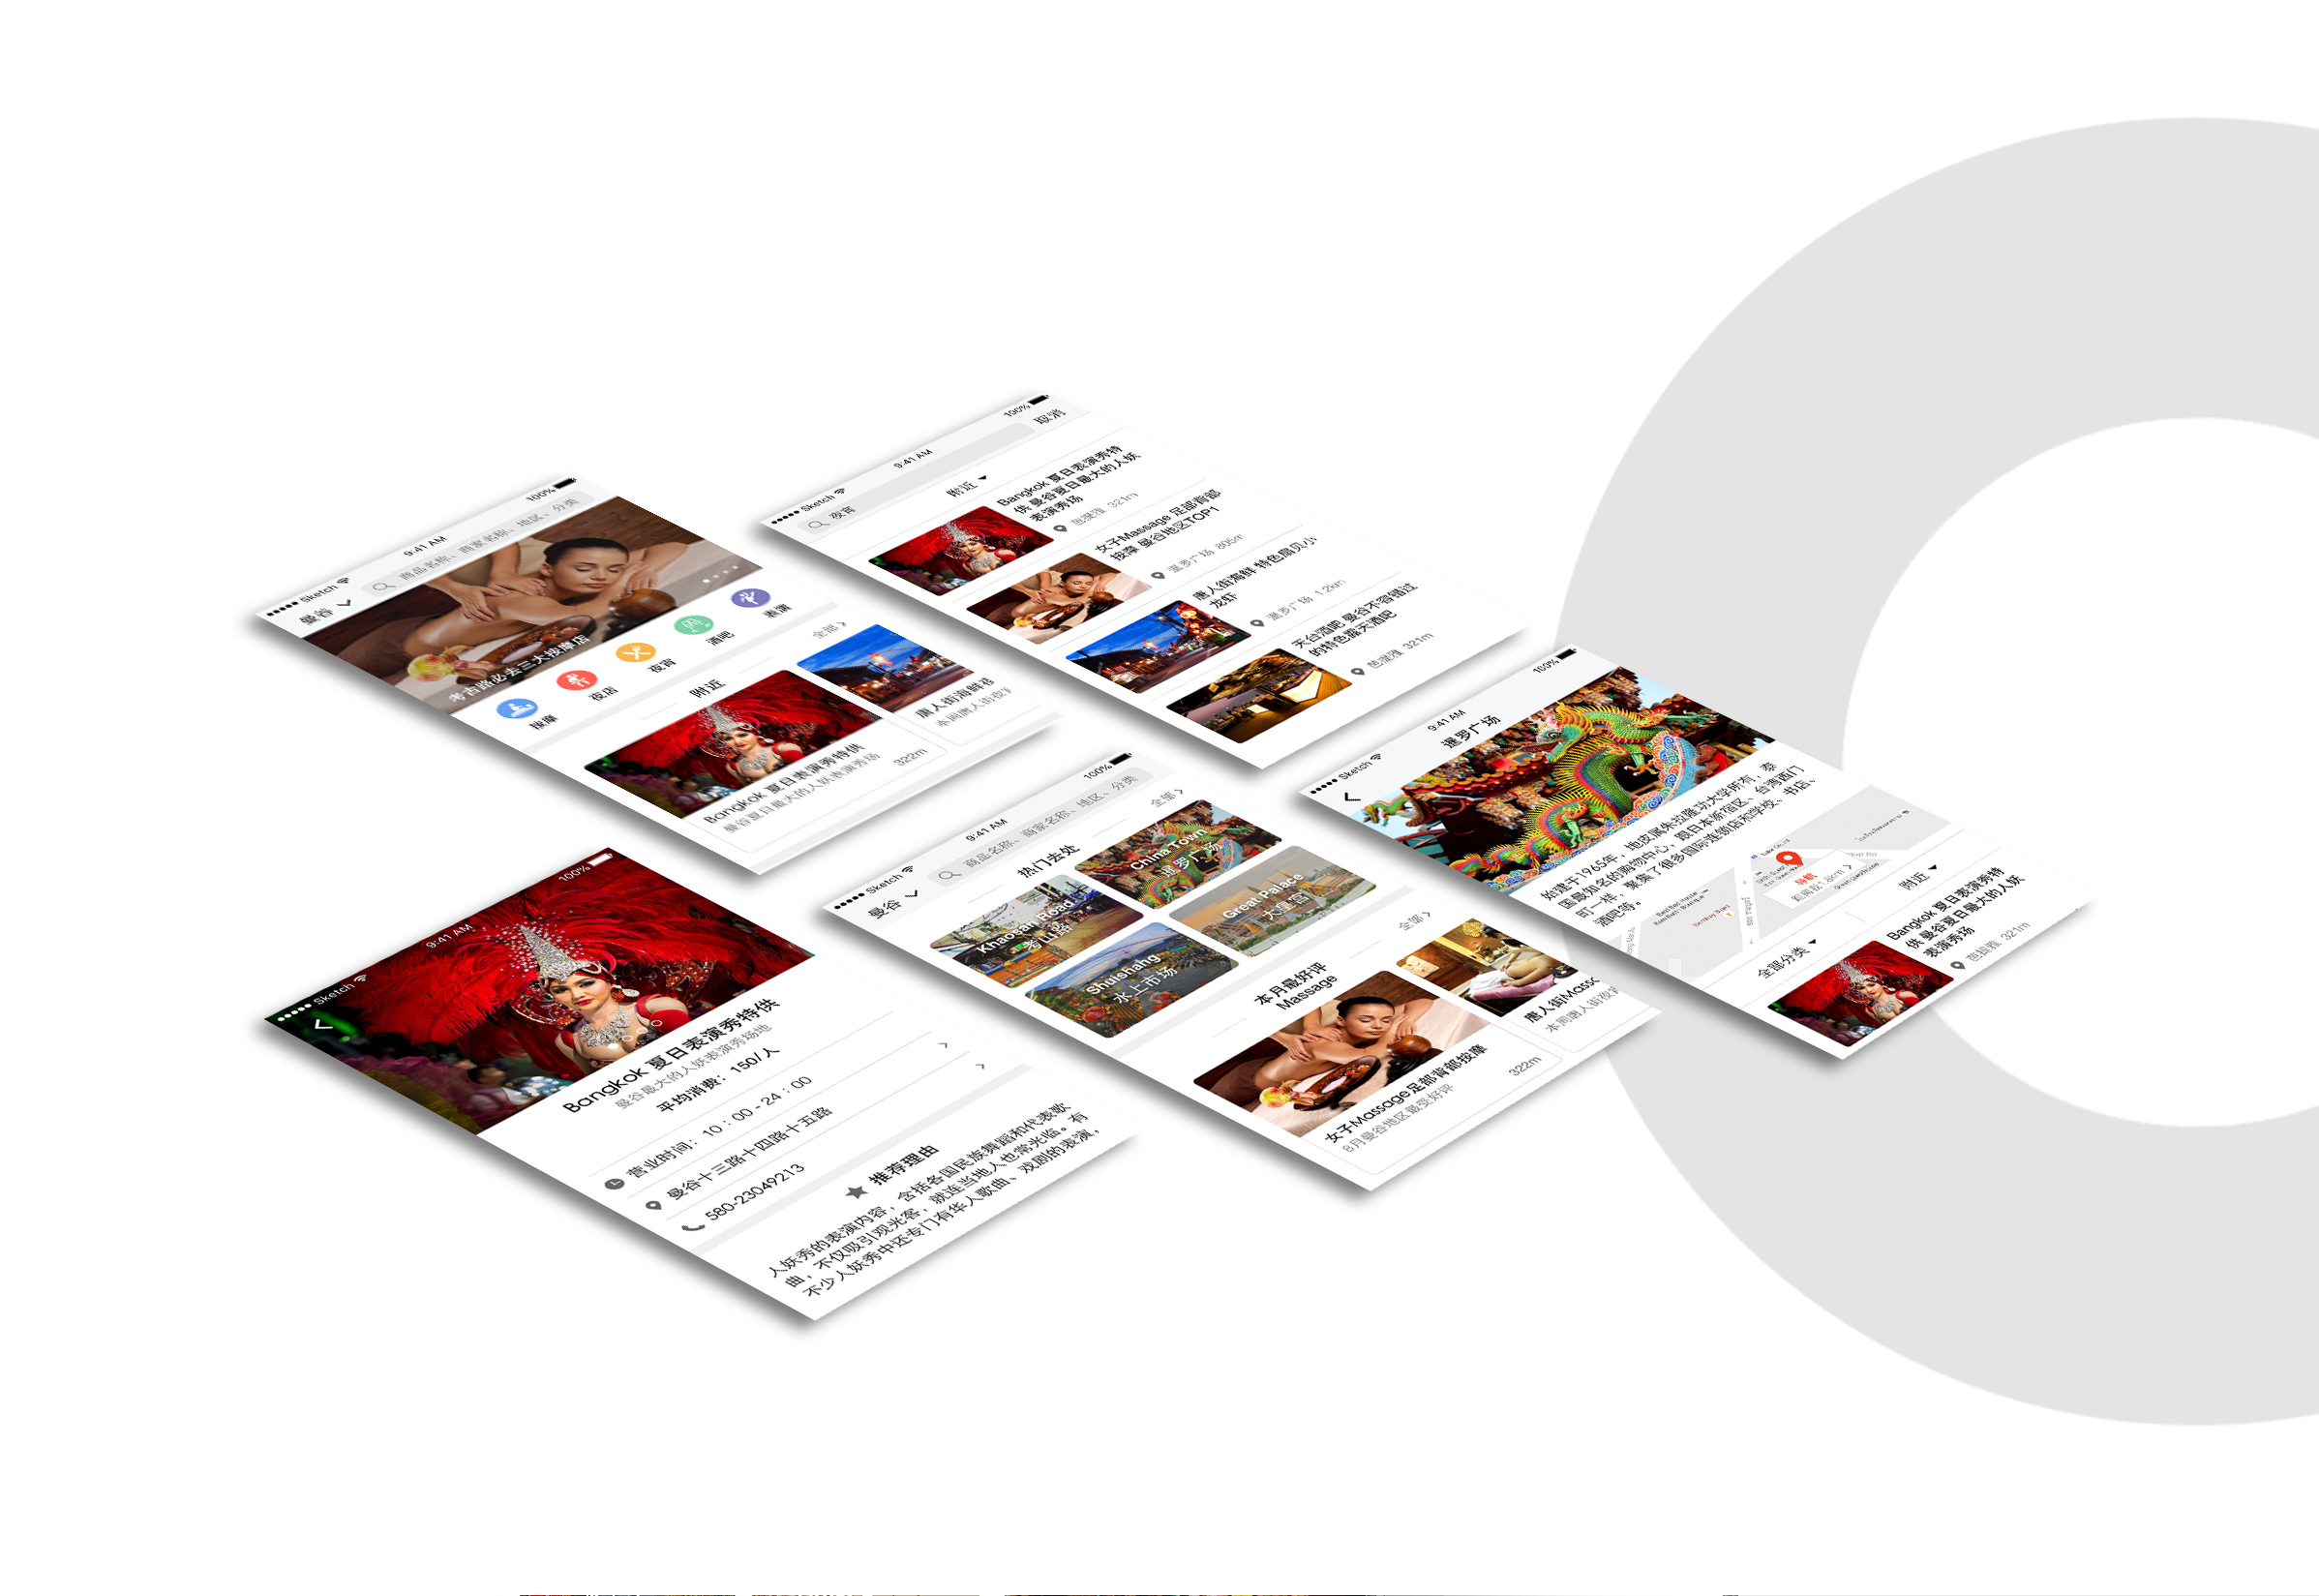 Sketch 9:41 AM 100%
曼谷
商品名称、商家名称、地区、分类
考古路必去三大按摩店
按摩
夜店
夜宵
酒吧
表演
附近
全部
Bangkok 夏日表演秀特供
曼谷夏日最大的人妖表演秀场
322m
唐人街海鲜夜
本周唐人街夜宵
Sketch 9:41 AM 100%
夜宵
取消
附近
Bangkok 夏日表演秀特
供 曼谷夏日最大的人妖
表演秀场
芭提雅 321m
女子Massage 足部背部
按摩 曼谷地区TOP1
暹罗广场 805m
唐人街海鲜 特色扇贝小
龙虾
暹罗广场 1.2km
天台酒吧 曼谷不容错过
的特色露天酒吧
芭提雅 321m
Sketch 9:41 AM 100%
Bangkok 夏日表演秀特供
曼谷最大的人妖表演秀场地
平均消费：150/人
营业时间：10：00 - 24：00
曼谷十三路十四路十五路
580-23049213
推荐理由
人妖秀的表演内容，含括各国民族舞蹈和代表歌
曲，不仅吸引观光客，就连当地人也常光临。有
不少人妖秀中还专门有华人歌曲、戏剧的表演，
Sketch 9:41 AM 100%
曼谷
商品名称、商家名称、地区、分类
热门去处
全部
Khaosan Road
考山路
China Town
暹罗广场
Shuishahg
水上市场
Great Palace
大皇宫
本月最好评
Massage
全部
女子Massage足部背部按摩
8月曼谷地区最受好评
322m
唐人街Massa
本周唐人街夜宵
Sketch 9:41 AM 100%
暹罗广场
始建于1965年，地皮属朱拉隆功大学所有，泰
国最知名的购物中心，跟日本新宿区、台湾西门
町一样，聚集了很多国际连锁店和学校、书店、
酒吧等。
导航
距离我1.8km
全部分类
附近
Bangkok 夏日表演秀特
供 曼谷夏日最大的人妖
表演秀场
芭提雅 321m